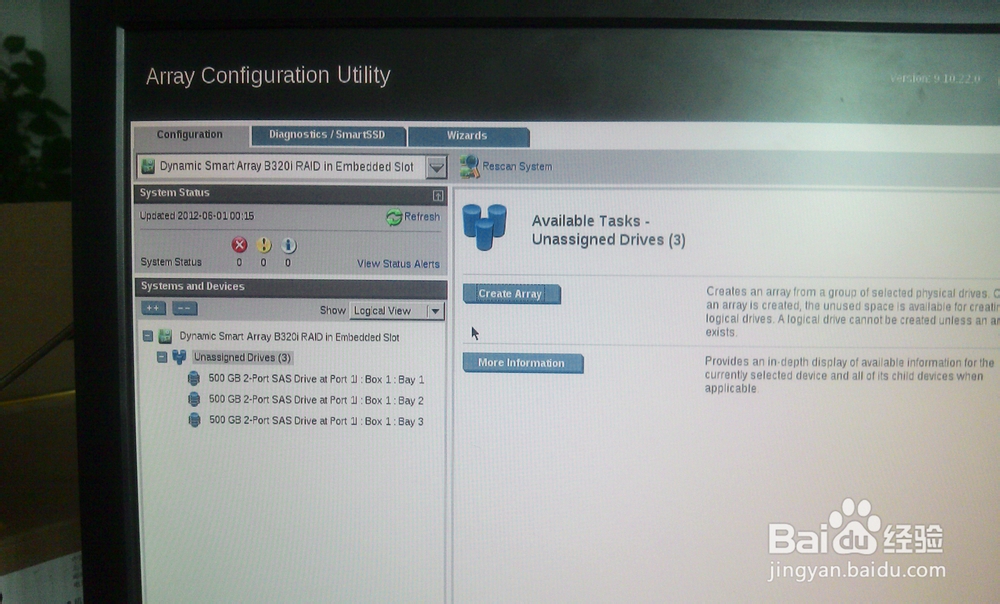 Array Configuration Utility
Version: 9.10.22.0
Configuration
Diagnostics / SmartSSD
Wizards
Dynamic Smart Array B320i RAID in Embedded Slot
Rescan System
System Status
Updated 2012-06-01 00:15
Refresh
System Status 0 0 0
View Status Alerts
Systems and Devices
++ --
Show Logical View
Dynamic Smart Array B320i RAID in Embedded Slot
Unassigned Drives (3)
500 GB 2-Port SAS Drive at Port 1I : Box 1 : Bay 1
500 GB 2-Port SAS Drive at Port 1I : Box 1 : Bay 2
500 GB 2-Port SAS Drive at Port 1I : Box 1 : Bay 3
Available Tasks -
Unassigned Drives (3)
Create Array
Creates an array from a group of selected physical drives.
an array is created, the unused space is available for creatin
logical drives. A logical drive cannot be created unless an ar
exists.
More Information
Provides an in-depth display of available information for the
currently selected device and all of its child devices when
applicable.
Baidu 经验
jingyan.baidu.com